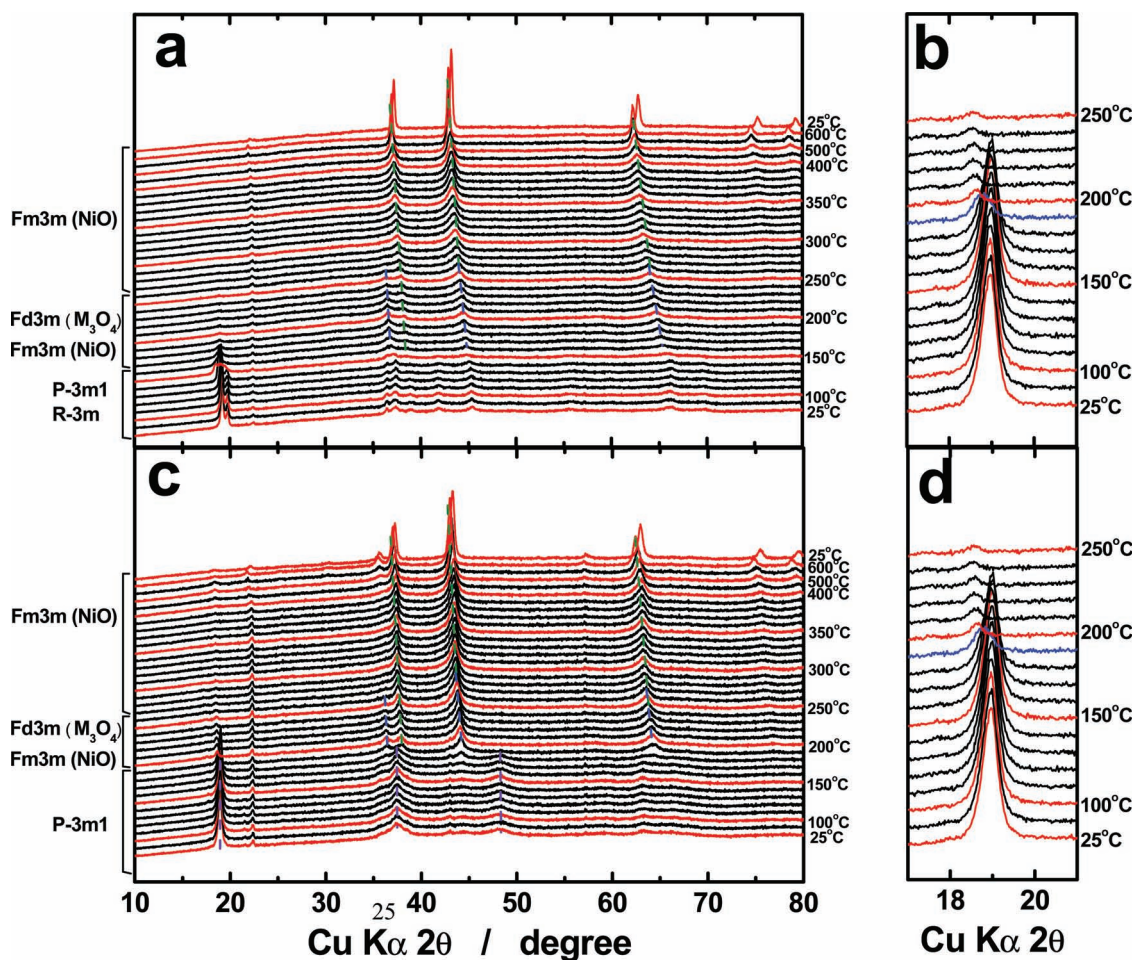 a
25°C
600°C
500°C
400°C
350°C
300°C
250°C
200°C
150°C
100°C
25°C
Fm3m (NiO)
Fd3m (M₃O₄)
Fm3m (NiO)
P-3m1
R-3m
b
250°C
200°C
150°C
100°C
25°C
c
25°C
600°C
500°C
400°C
350°C
300°C
250°C
200°C
150°C
100°C
25°C
Fm3m (NiO)
Fd3m (M₃O₄)
Fm3m (NiO)
P-3m1
10 20 30 40 50 60 70 80
25
Cu Kα 2θ / degree
d
250°C
200°C
150°C
100°C
25°C
18 19 20
Cu Kα 2θ